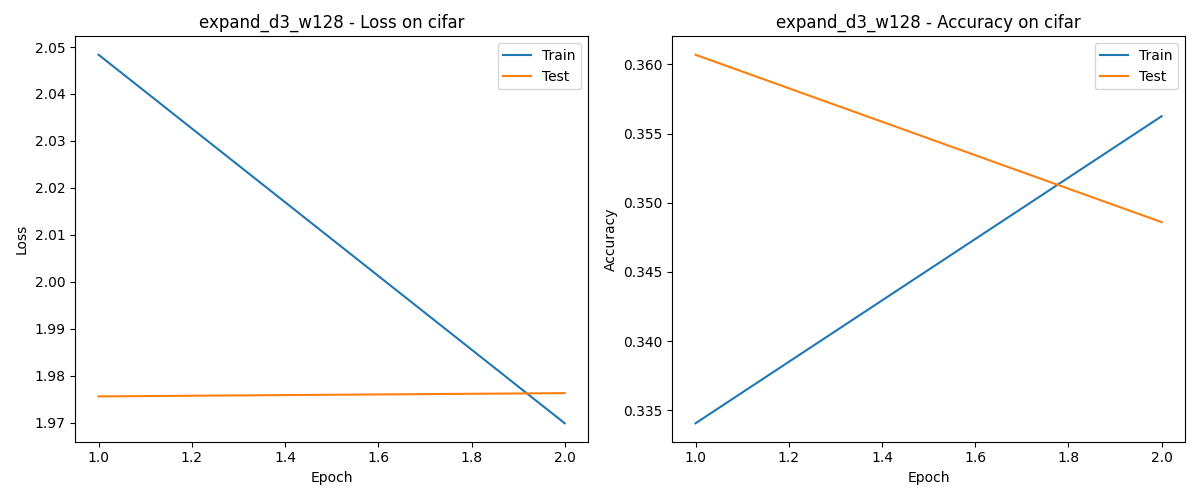 expand_d3_w128 - Loss on cifar
Train
Test
2.05
2.04
2.03
2.02
2.01
2.00
1.99
1.98
1.97
Loss
1.0 1.2 1.4 1.6 1.8 2.0
Epoch
expand_d3_w128 - Accuracy on cifar
Train
Test
0.360
0.355
0.350
0.345
0.340
0.335
Accuracy
1.0 1.2 1.4 1.6 1.8 2.0
Epoch